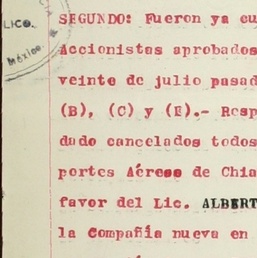 SEGUNDO: Fueron ya cu
LICO.
México
Accionistas aprobados
veinte de julio pasad
(B), (C) y (E).- Resp
dado cancelados todos
portes Aéreos de Chia
favor del Lic. ALBERT
la Compañía nueva en